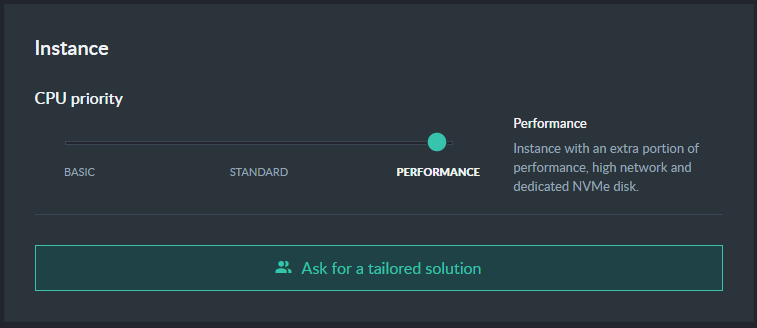 Instance
CPU priority
BASIC
STANDARD
PERFORMANCE
Performance
Instance with an extra portion of
performance, high network and
dedicated NVMe disk.
Ask for a tailored solution